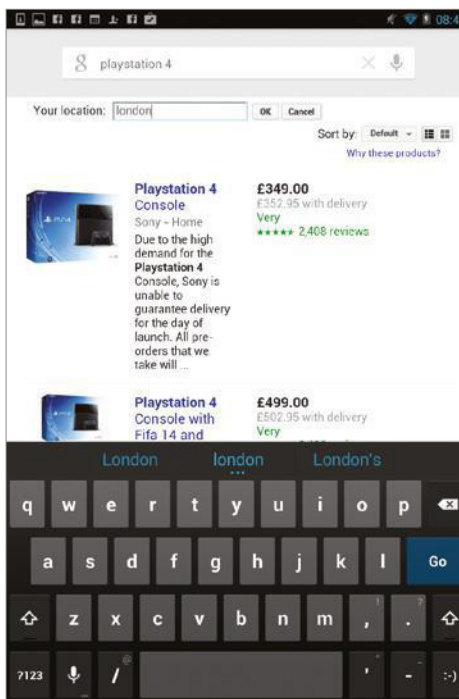 08:4
playstation 4
Your location: london OK Cancel
Sort by: Default
Why these products?
Playstation 4
Console
Sony - Home
Due to the high
demand for the
Playstation 4
Console, Sony is
unable to
guarantee delivery
for the day of
launch. All pre-
orders that we
take will ...
£349.00
£352.95 with delivery
Very
2,408 reviews
Playstation 4
Console with
Fifa 14 and
£499.00
£502.95 with delivery
Very
London london London's
q w e r t y u i o p
a s d f g h j k l Go
z x c v b n m , ! . ?
?123 / @ ' - :-)